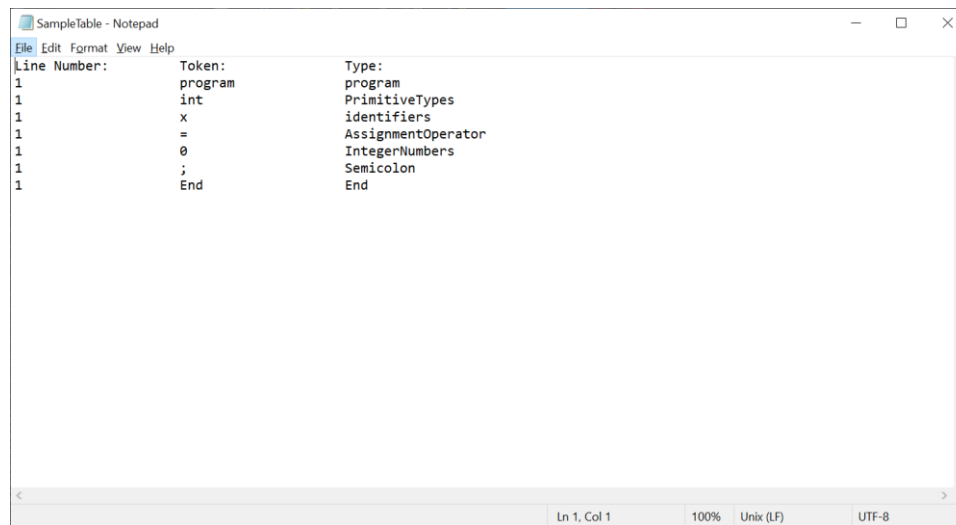 SampleTable - Notepad
File Edit Format View Help
Line Number: Token: Type:
1 program program
1 int PrimitiveTypes
1 x identifiers
1 = AssignmentOperator
1 0 IntegerNumbers
1 ; Semicolon
1 End End
Ln 1, Col 1 100% Unix (LF) UTF-8